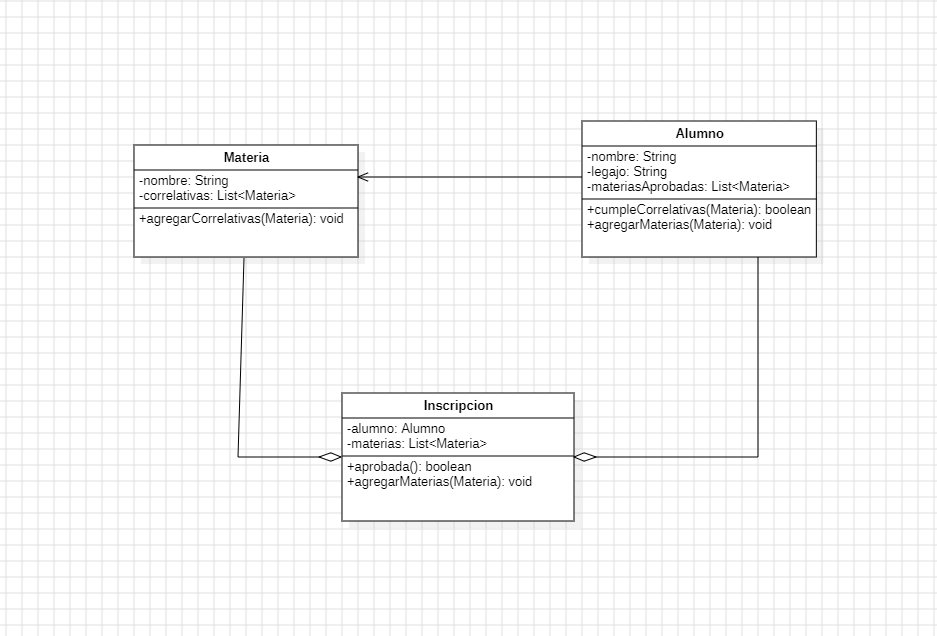 Materia
-nombre: String
-correlativas: List<Materia>
+agregarCorrelativas(Materia): void
Alumno
-nombre: String
-legajo: String
-materiasAprobadas: List<Materia>
+cumpleCorrelativas(Materia): boolean
+agregarMaterias(Materia): void
Inscripcion
-alumno: Alumno
-materias: List<Materia>
+aprobada(): boolean
+agregarMaterias(Materia): void